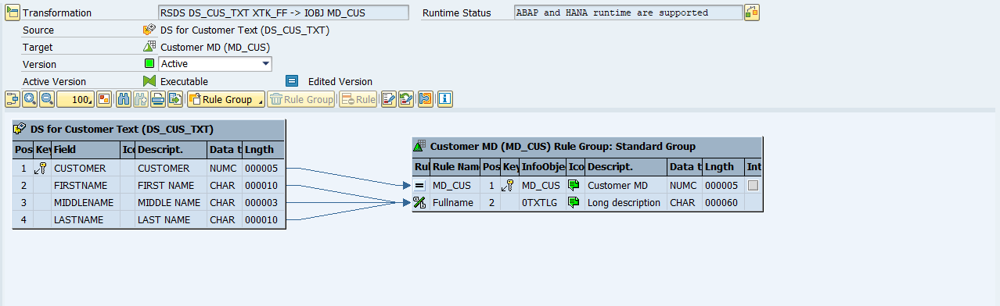 Transformation RSDS DS_CUS_TXT XTK_FF -> IOBJ MD_CUS Runtime Status ABAP and HANA runtime are supported
Source DS for Customer Text (DS_CUS_TXT)
Target Customer MD (MD_CUS)
Version Active
Active Version Executable Edited Version
100 Rule Group Rule Group Rule
DS for Customer Text (DS_CUS_TXT)
Pos Key Field Ico Descript. Data t Lngth
1 CUSTOMER CUSTOMER NUMC 000005
2 FIRSTNAME FIRST NAME CHAR 000010
3 MIDDLENAME MIDDLE NAME CHAR 000003
4 LASTNAME LAST NAME CHAR 000010
Customer MD (MD_CUS) Rule Group: Standard Group
Rul Rule Name Pos Key InfoObje Ico Descript. Data t Lngth Int
MD_CUS 1 MD_CUS Customer MD NUMC 000005
Fullname 2 0TXTLG Long description CHAR 000060